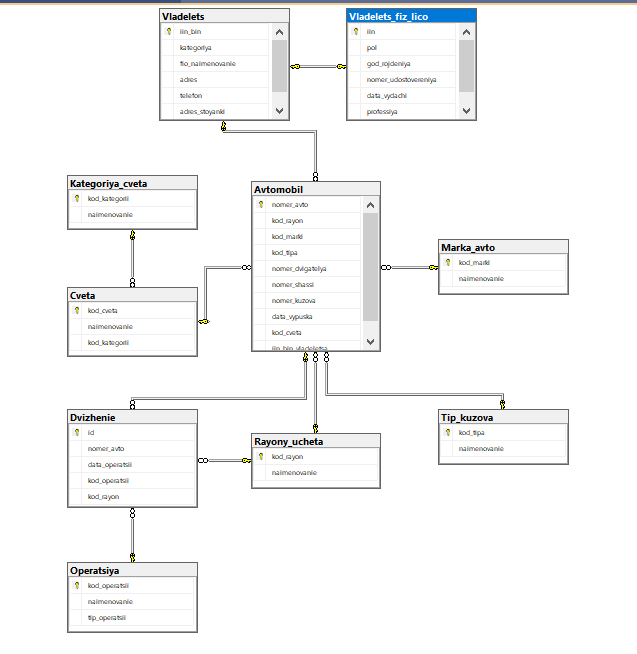 Vladelets
iin_bin
kategoriya
fio_naimenovanie
adres
telefon
adres_stoyanki
Vladelets_fiz_lico
iin
pol
god_rojdeniya
nomer_udostovereniya
data_vydachi
professiya
Kategoriya_cveta
kod_kategorii
naimenovanie
Avtomobil
nomer_avto
kod_rayon
kod_marki
kod_tipa
nomer_dvigatelya
nomer_shassi
nomer_kuzova
data_vypuska
kod_cveta
iin_bin_vladeletsa
Marka_avto
kod_marki
naimenovanie
Cveta
kod_cveta
naimenovanie
kod_kategorii
Dvizhenie
id
nomer_avto
data_operatsii
kod_operatsii
kod_rayon
Rayony_ucheta
kod_rayon
naimenovanie
Tip_kuzova
kod_tipa
naimenovanie
Operatsiya
kod_operatsii
naimenovanie
tip_operatsii